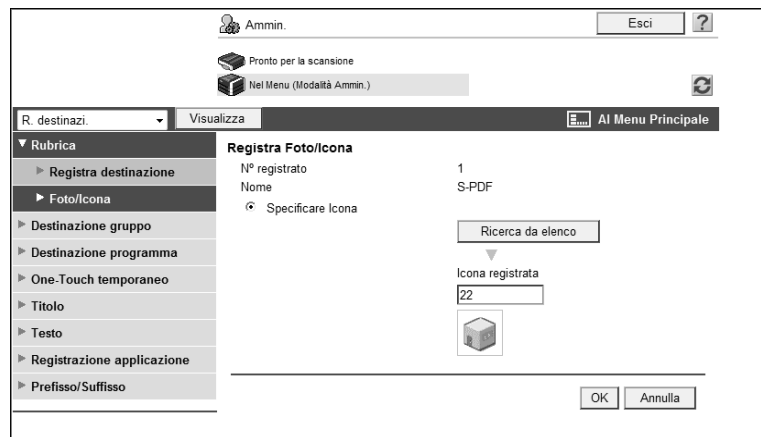 Ammin.
Esci
?
Pronto per la scansione
Nel Menu (Modalità Ammin.)
R. destinazi.
Visualizza
Al Menu Principale
Rubrica
Registra destinazione
Foto/Icona
Destinazione gruppo
Destinazione programma
One-Touch temporaneo
Titolo
Testo
Registrazione applicazione
Prefisso/Suffisso
Registra Foto/Icona
Nº registrato 1
Nome S-PDF
Specificare Icona
Ricerca da elenco
Icona registrata
22
OK Annulla